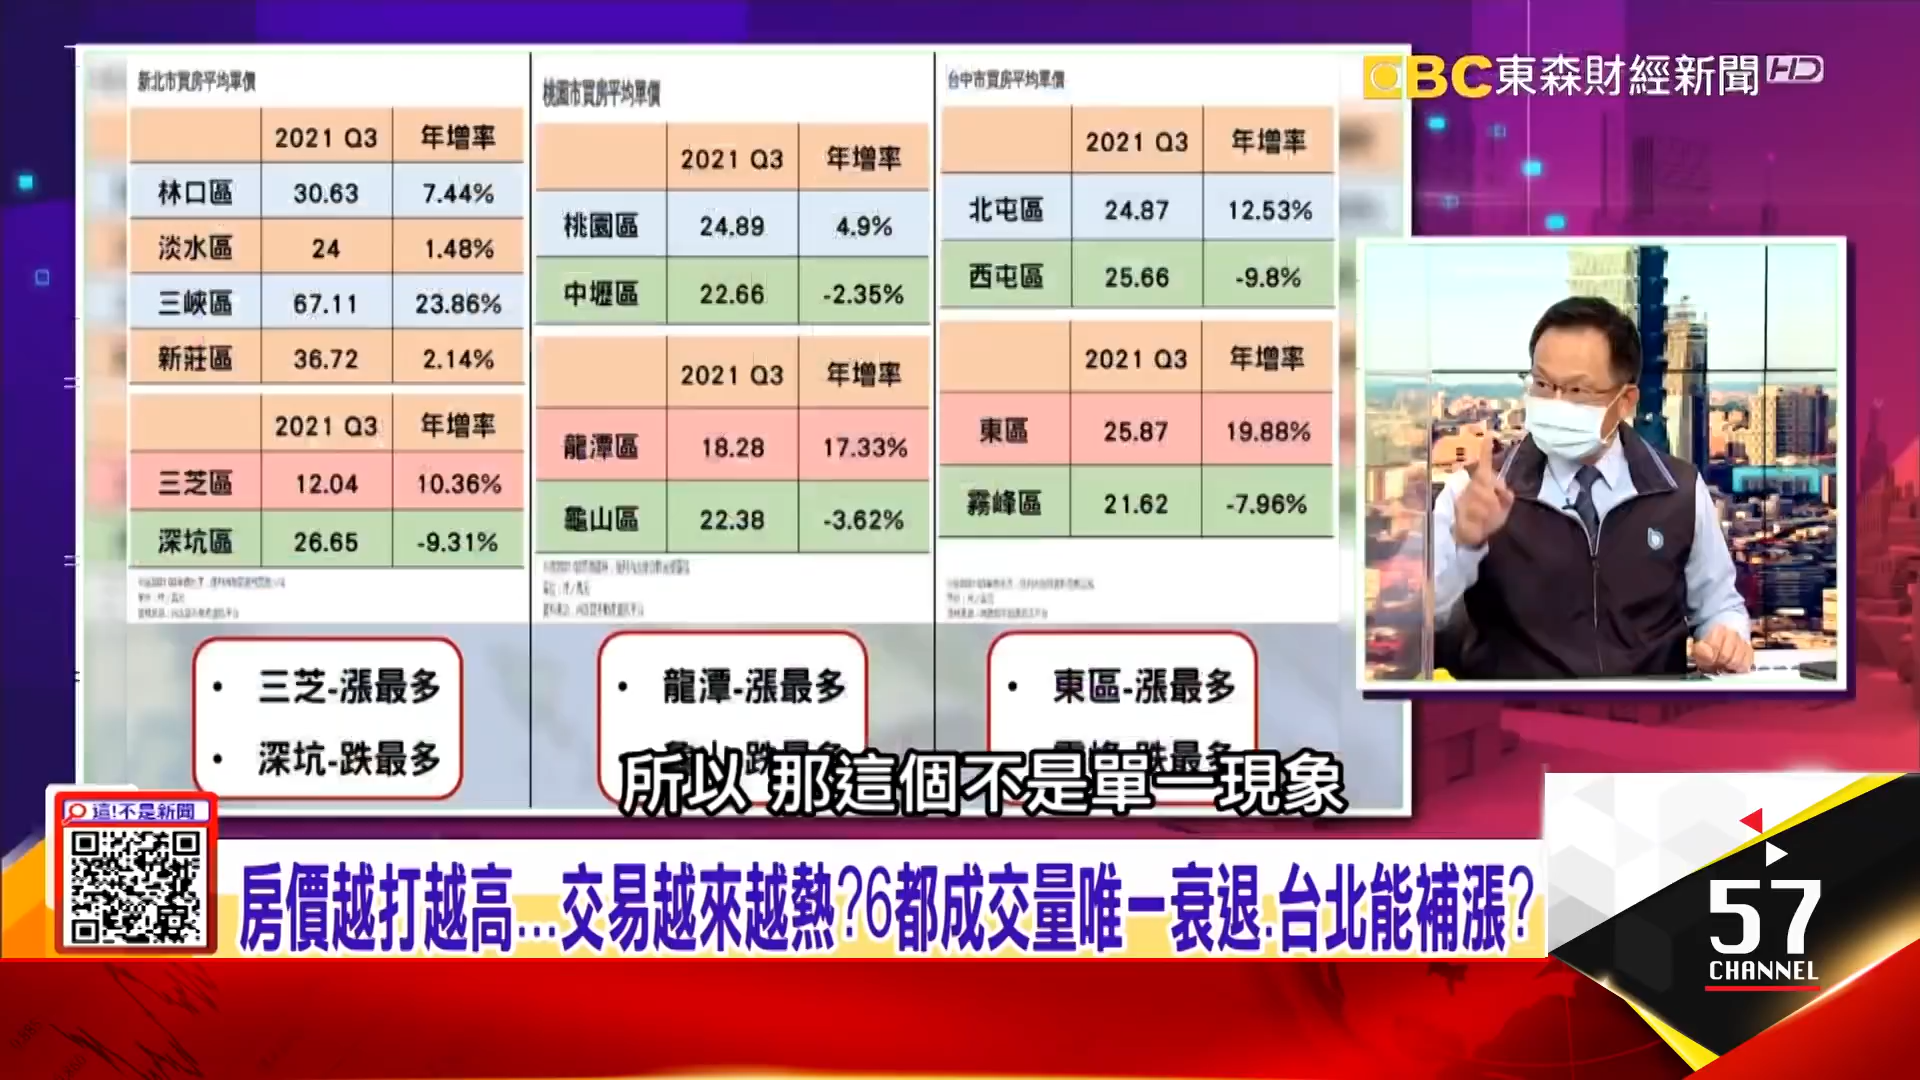 新北市買房平均單價
2021 Q3 年增率
林口區 30.63 7.44%
淡水區 24 1.48%
三峽區 67.11 23.86%
新莊區 36.72 2.14%
2021 Q3 年增率
三芝區 12.04 10.36%
深坑區 26.65 -9.31%
• 三芝-漲最多
• 深坑-跌最多
桃園市買房平均單價
2021 Q3 年增率
桃園區 24.89 4.9%
中壢區 22.66 -2.35%
2021 Q3 年增率
龍潭區 18.28 17.33%
龜山區 22.38 -3.62%
• 龍潭-漲最多
台中市買房平均單價
2021 Q3 年增率
北屯區 24.87 12.53%
西屯區 25.66 -9.8%
2021 Q3 年增率
東區 25.87 19.88%
霧峰區 21.62 -7.96%
• 東區-漲最多
EBC東森財經新聞HD
所以 那這個不是單一現象
這!不是新聞
房價越打越高...交易越來越熱?6都成交量唯一衰退.台北能補漲?
57
CHANNEL